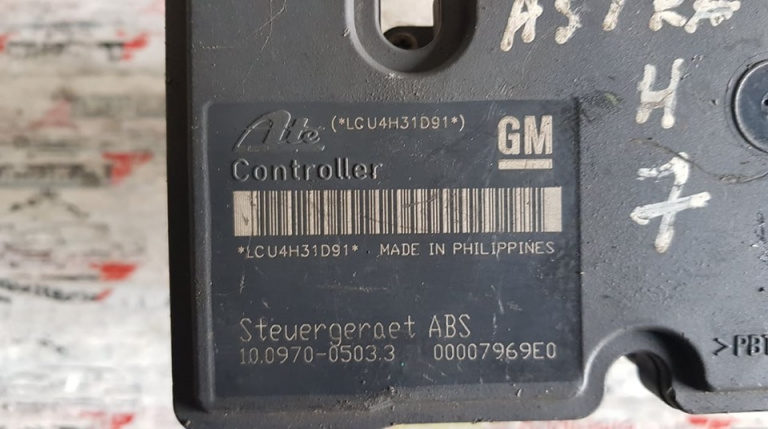 ASTRA
H
7
Ate (*LCU4H31D91*)
GM
Controller
*LCU4H31D91* MADE IN PHILIPPINES
Steuergeraet ABS
10.0970-0503.3 00007969E0
>PBT